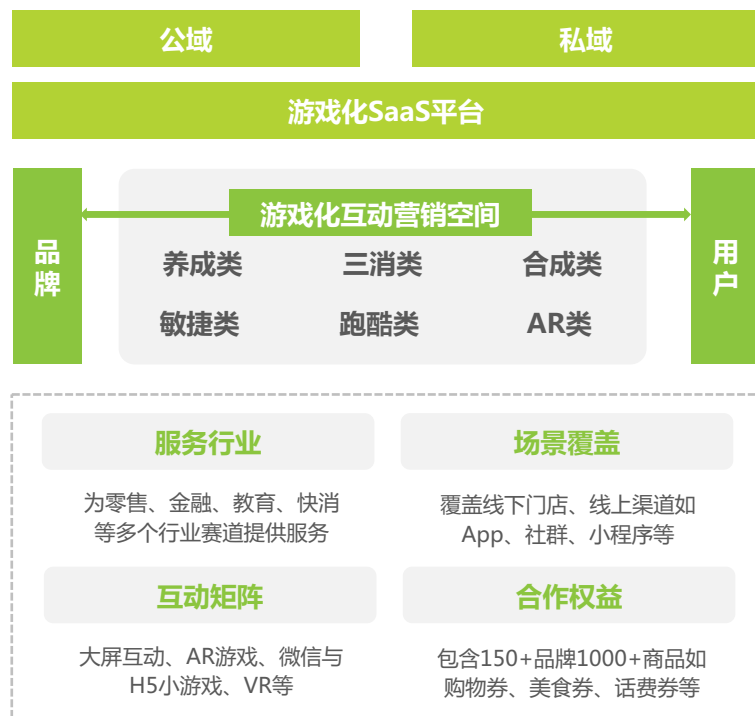 公域
私域
游戏化SaaS平台
品牌
游戏化互动营销空间
用户
养成类
三消类
合成类
敏捷类
跑酷类
AR类
服务行业
为零售、金融、教育、快消
等多个行业赛道提供服务
场景覆盖
覆盖线下门店、线上渠道如
App、社群、小程序等
互动矩阵
大屏互动、AR游戏、微信与
H5小游戏、VR等
合作权益
包含150+品牌1000+商品如
购物券、美食券、话费券等